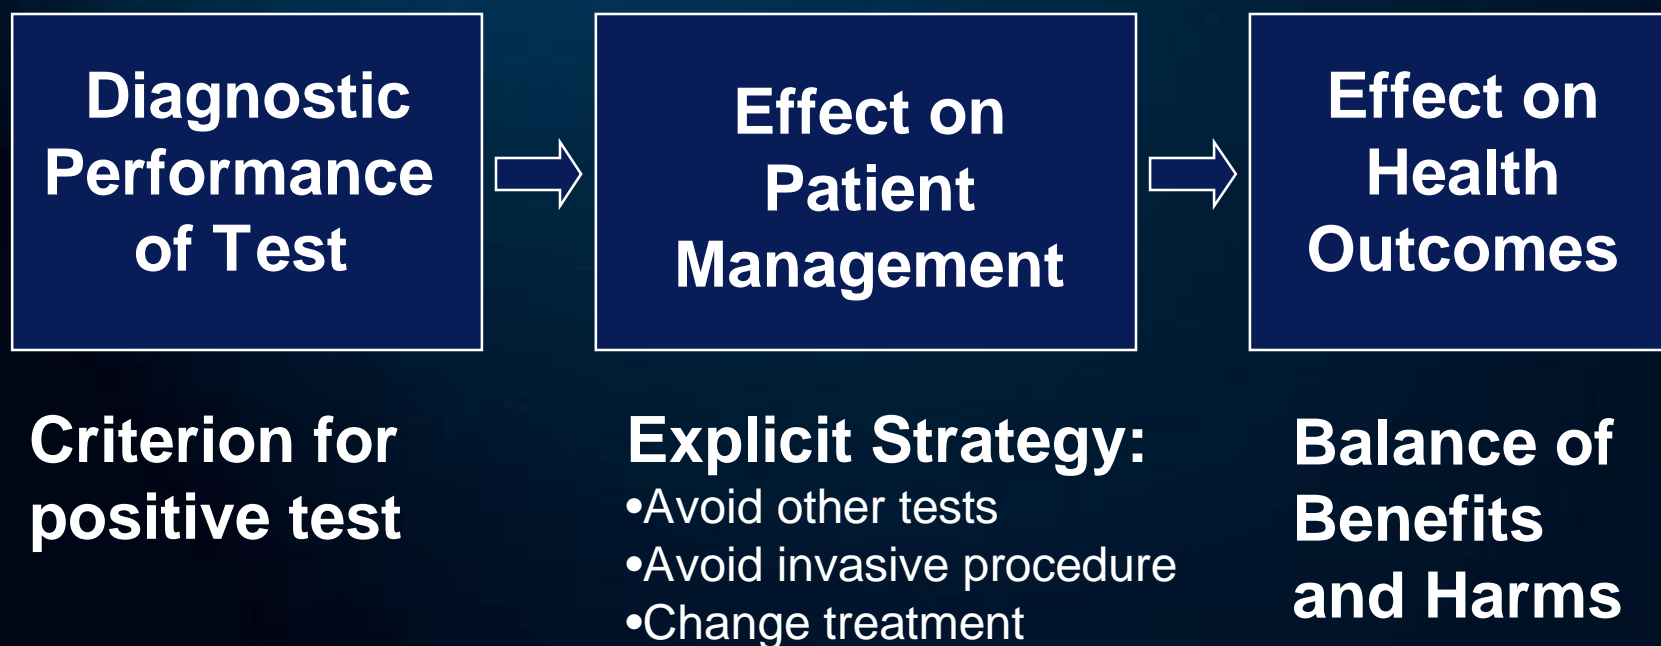 Diagnostic
Performance
of Test
Effect on
Patient
Management
Effect on
Health
Outcomes
Criterion for
positive test
Explicit Strategy:
•Avoid other tests
•Avoid invasive procedure
•Change treatment
Balance of
Benefits
and Harms